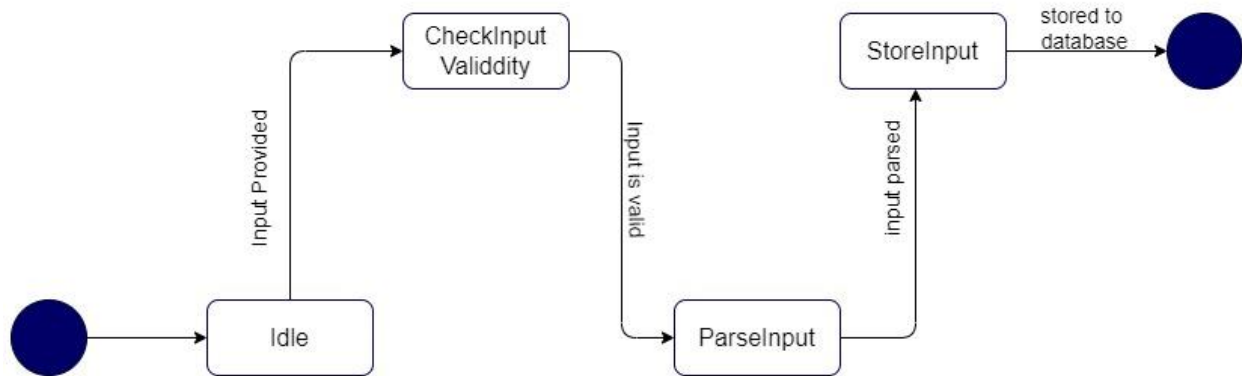 Idle
Input Provided
CheckInput
Validdity
Input is valid
ParseInput
input parsed
StoreInput
stored to
database